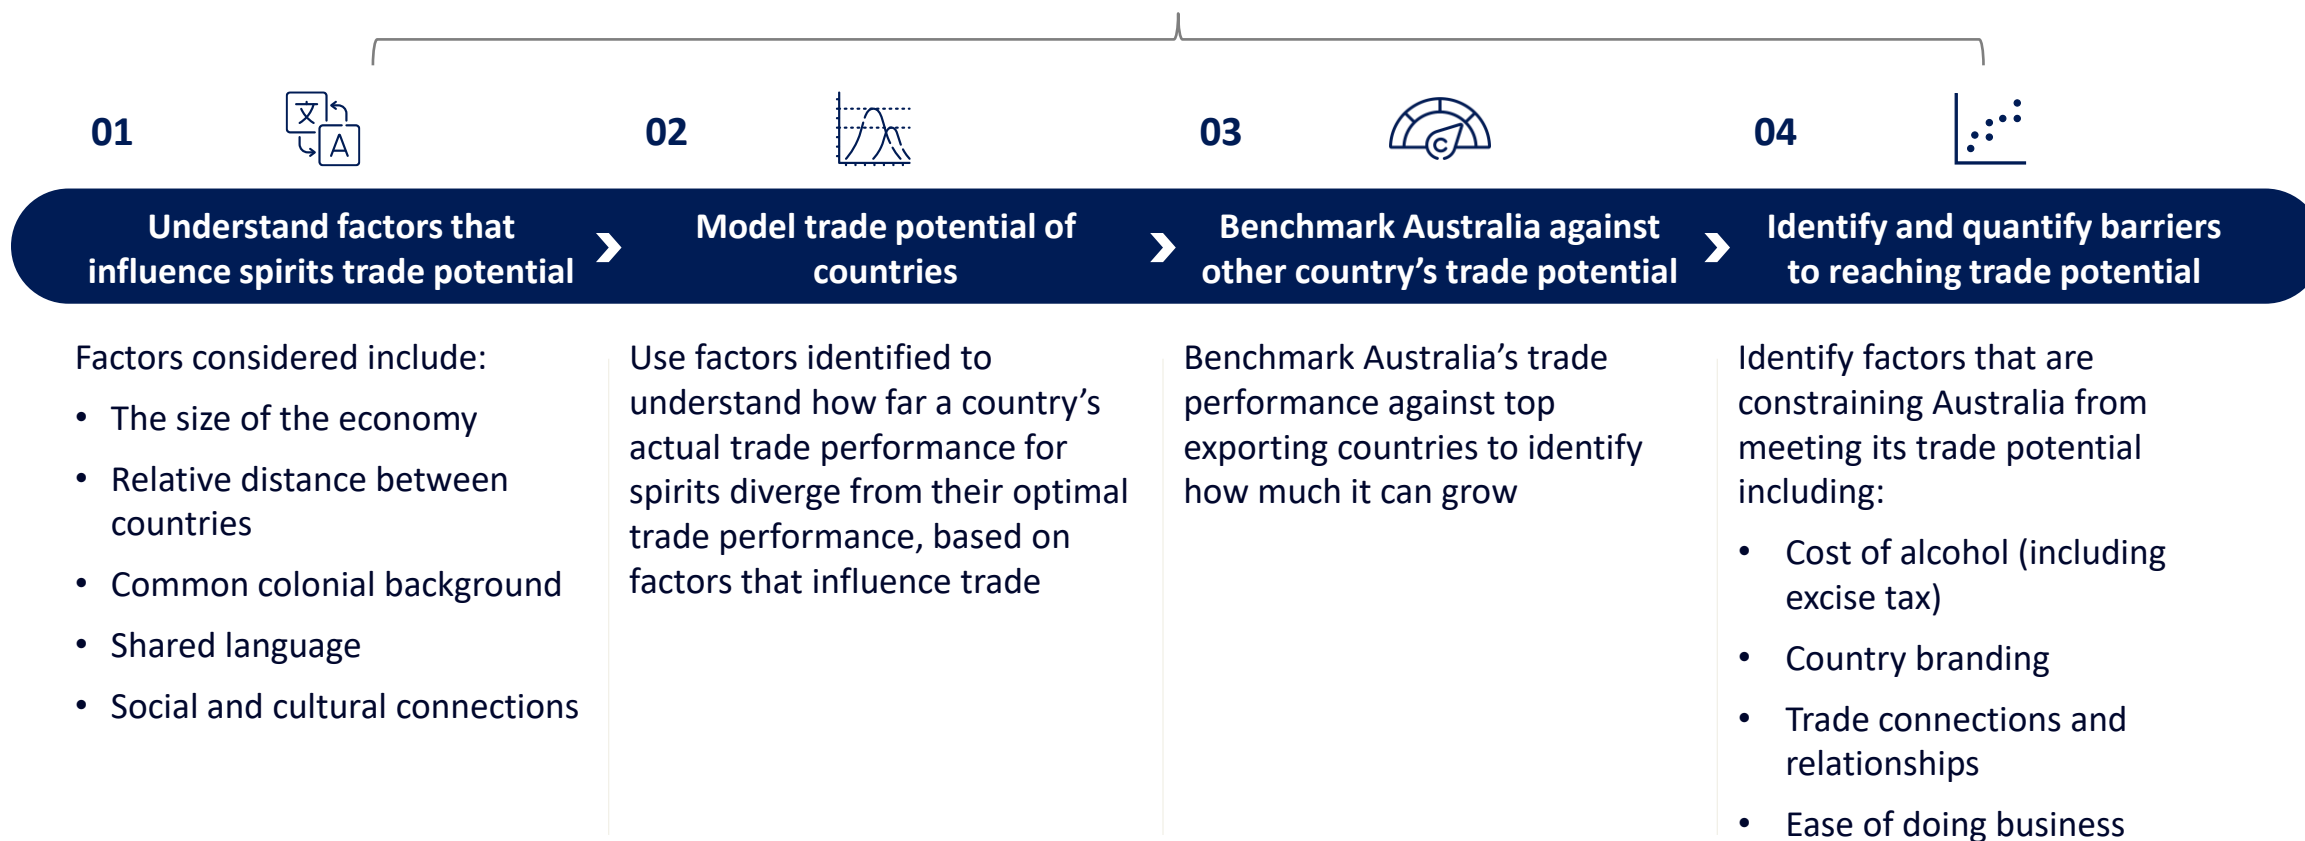 01
Understand factors that
influence spirits trade potential
Factors considered include:
• The size of the economy
• Relative distance between
countries
• Common colonial background
• Shared language
• Social and cultural connections
02
Model trade potential of
countries
Use factors identified to
understand how far a country’s
actual trade performance for
spirits diverge from their optimal
trade performance, based on
factors that influence trade
03
Benchmark Australia against
other country’s trade potential
Benchmark Australia’s trade
performance against top
exporting countries to identify
how much it can grow
04
Identify and quantify barriers
to reaching trade potential
Identify factors that are
constraining Australia from
meeting its trade potential
including:
• Cost of alcohol (including
excise tax)
• Country branding
• Trade connections and
relationships
• Ease of doing business
文
A
C